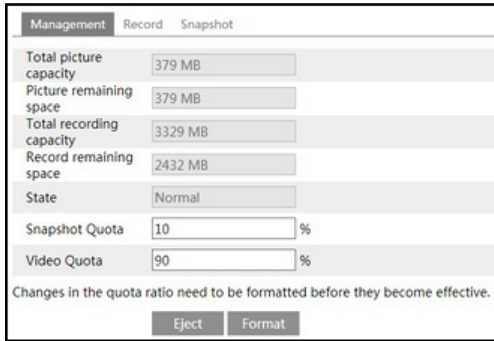 Management Record Snapshot
Total picture
capacity
379 MB
Picture remaining
space
379 MB
Total recording
capacity
3329 MB
Record remaining
space
2432 MB
State Normal
Snapshot Quota 10 %
Video Quota 90 %
Changes in the quota ratio need to be formatted before they become effective.
Eject Format